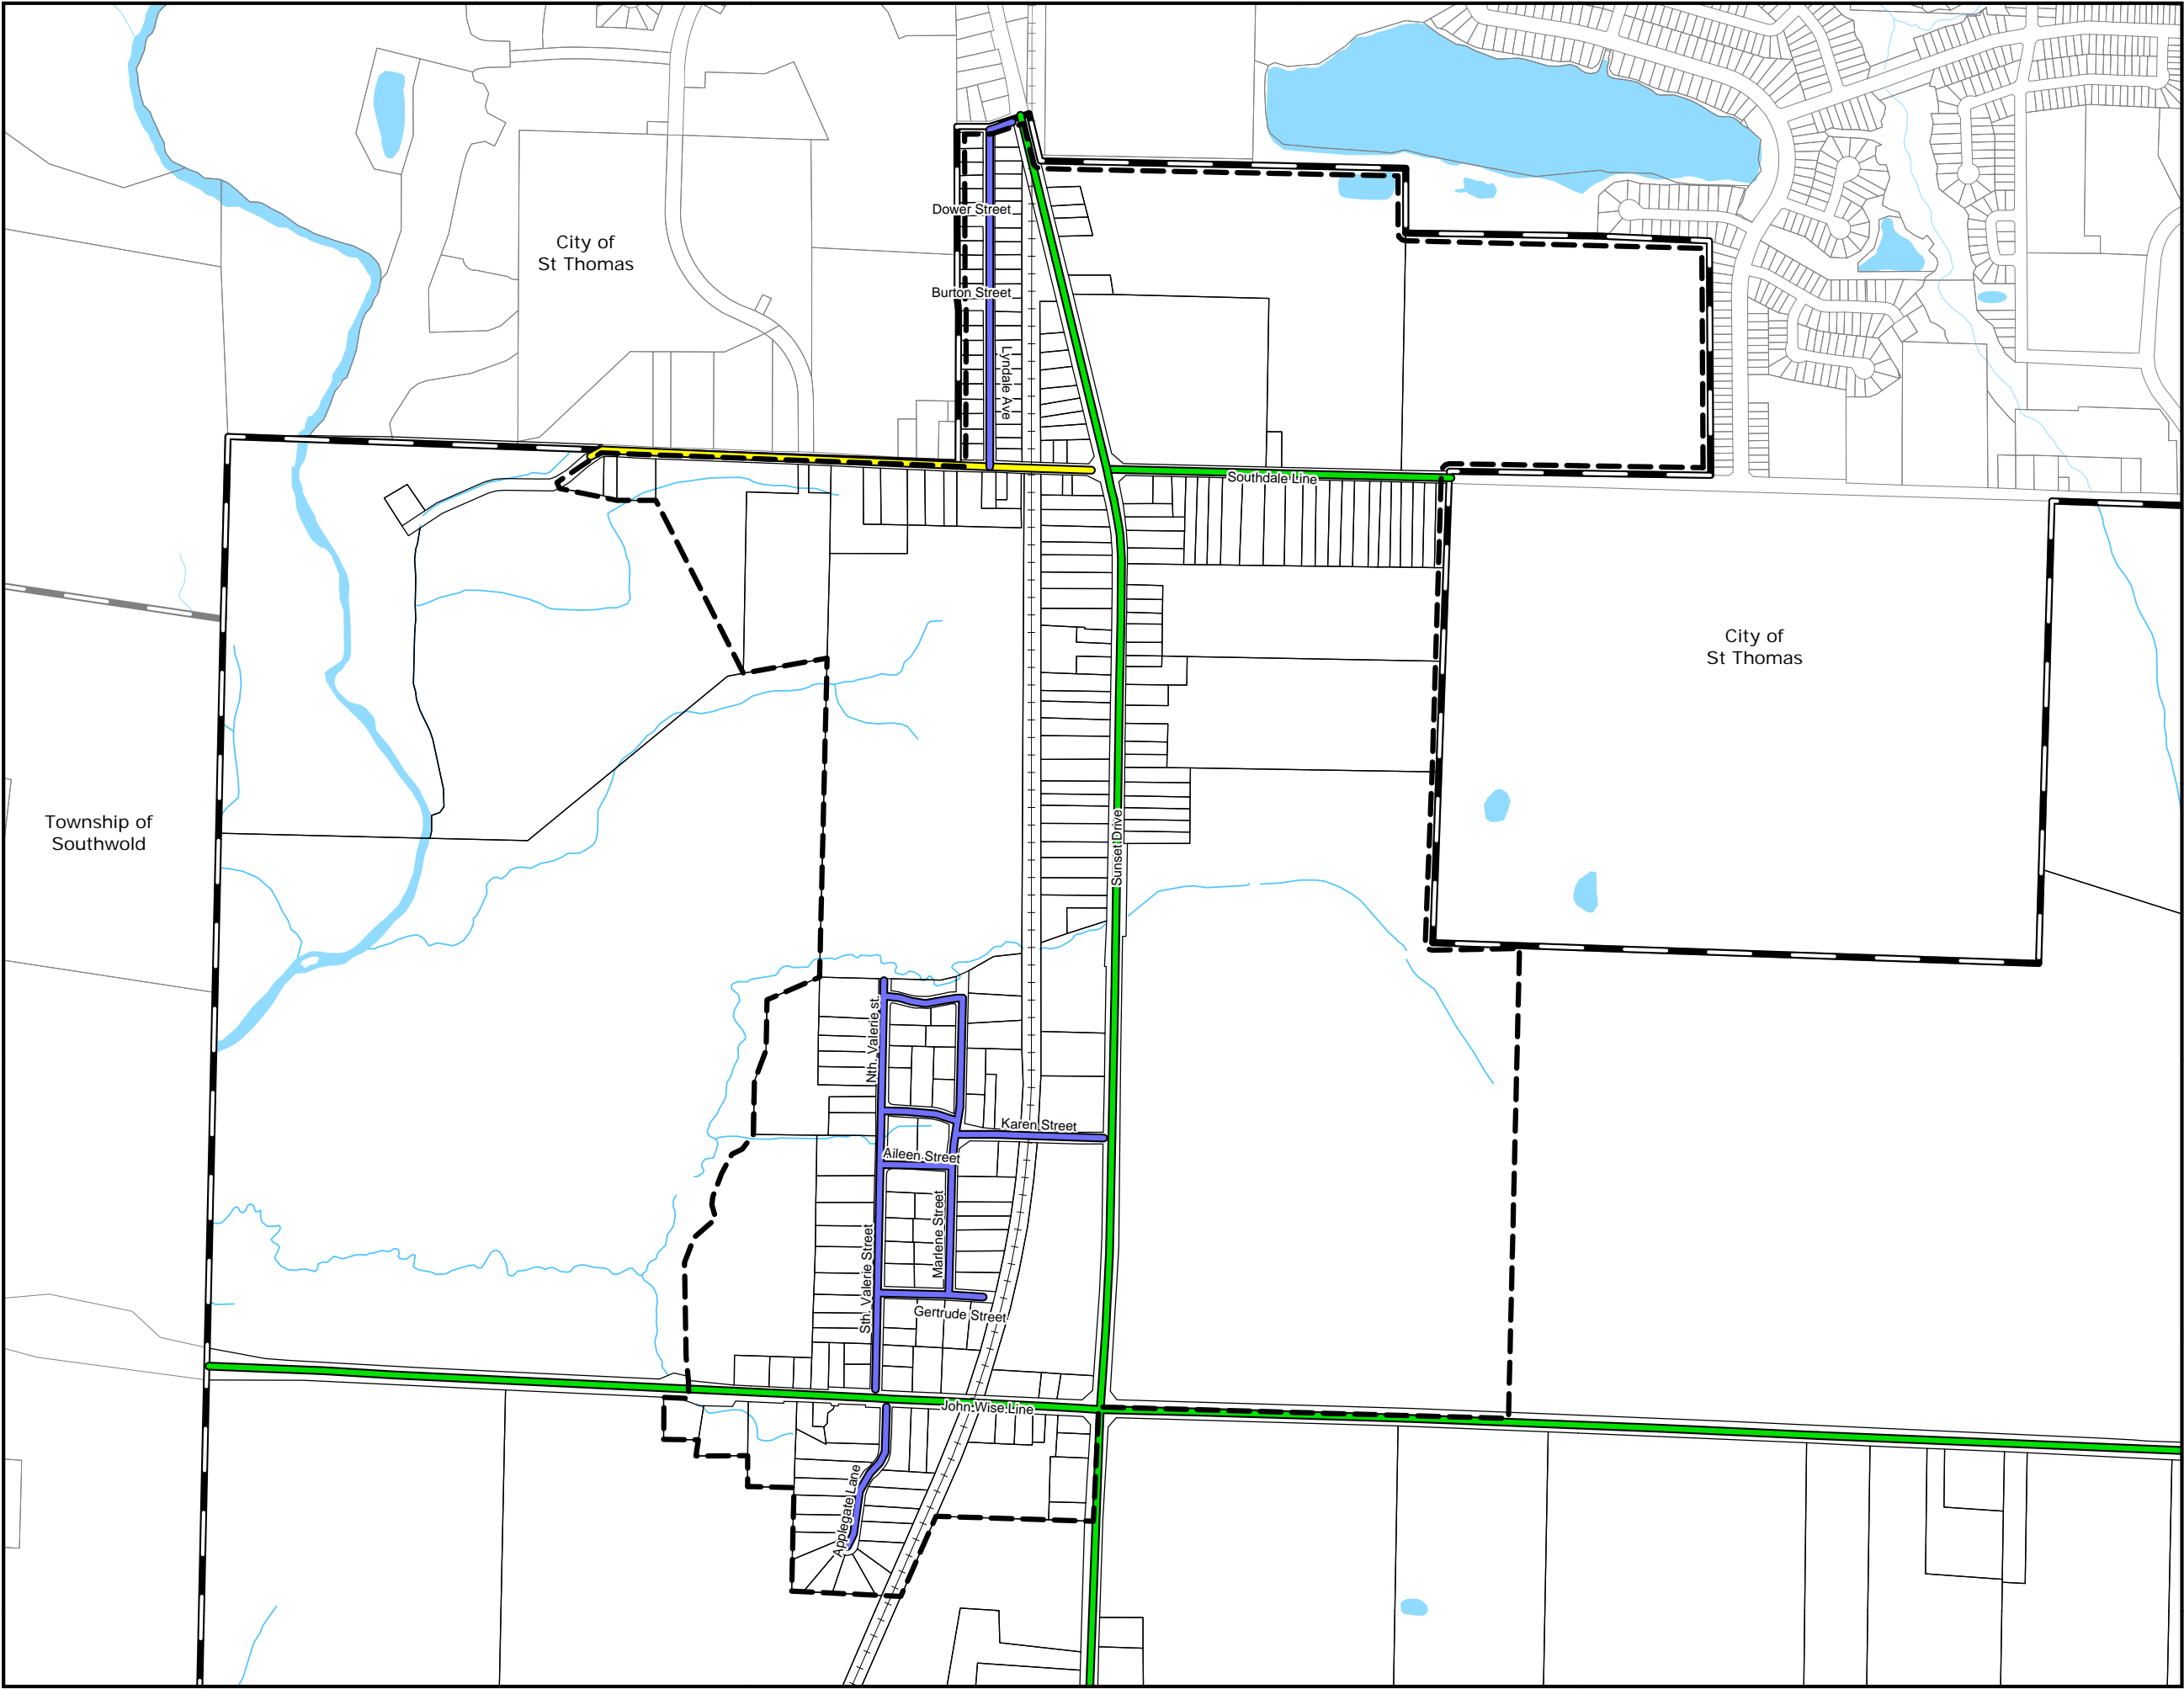 Dower Street
City of
St Thomas
Burton Street
Lyndale Ave
Southdale Line
City of
St Thomas
Township of
Southwold
Sunset Drive
Nth. Valerie st.
Karen Street
Aileen Street
Marlene Street
Sth. Valerie Street
Gertrude Street
John Wise Line
Applegate Lane